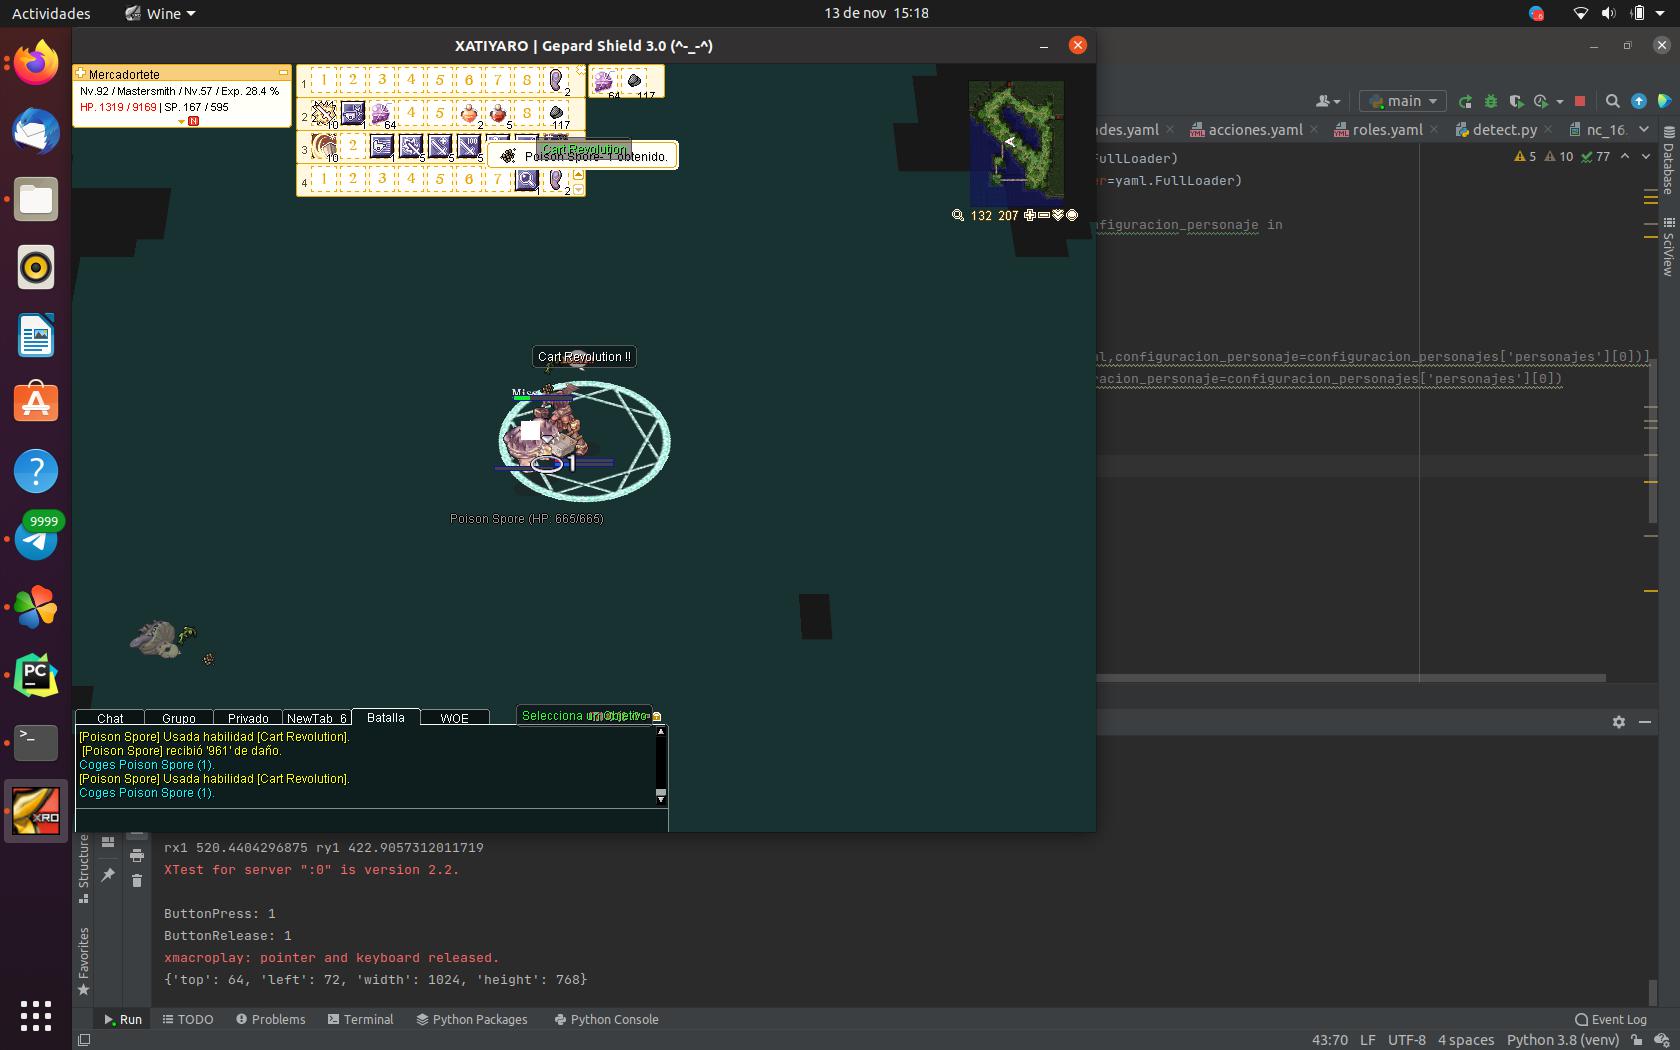 Actividades
Wine
13 de nov 15:18
XATIYARO | Gepard Shield 3.0 (^-_-^)
Mercadortete
Nv.92 / Mastersmith / Nv.57 / Exp. 28.4 %
HP. 1319 / 9169 | SP. 167 / 595
N
1 1 2 3 4 5 6 7 8 2
64 117
2 10 64 4 5 2 5 8 117
3 10 2 1 5 5 5
4 1 2 3 4 5 6 7 1 2
Cart Revolution
Poison Spore- 1 obtenido.
132 207
main
acciones.yaml
roles.yaml
detect.py
nc_16.
5 10 77
FullLoader)
er=yaml.FullLoader)
nfiguracion_personaje in
l,configuracion_personaje=configuracion_personajes['personajes'][0])]
racion_personaje=configuracion_personajes['personajes'][0])
Database
SciView
Cart Revolution !!
1
Poison Spore (HP: 665/665)
9999
PC
XRO
Chat Grupo Privado NewTab_6 Batalla WOE
[Poison Spore] Usada habilidad [Cart Revolution].
[Poison Spore] recibió '961' de daño.
Coges Poison Spore (1).
[Poison Spore] Usada habilidad [Cart Revolution].
Coges Poison Spore (1).
Structure
Favorites
rx1 520.4404296875 ry1 422.9057312011719
XTest for server ":0" is version 2.2.
ButtonPress: 1
ButtonRelease: 1
xmacroplay: pointer and keyboard released.
{'top': 64, 'left': 72, 'width': 1024, 'height': 768}
Run TODO Problems Terminal Python Packages Python Console
Event Log
43:70 LF UTF-8 4 spaces Python 3.8 (venv)